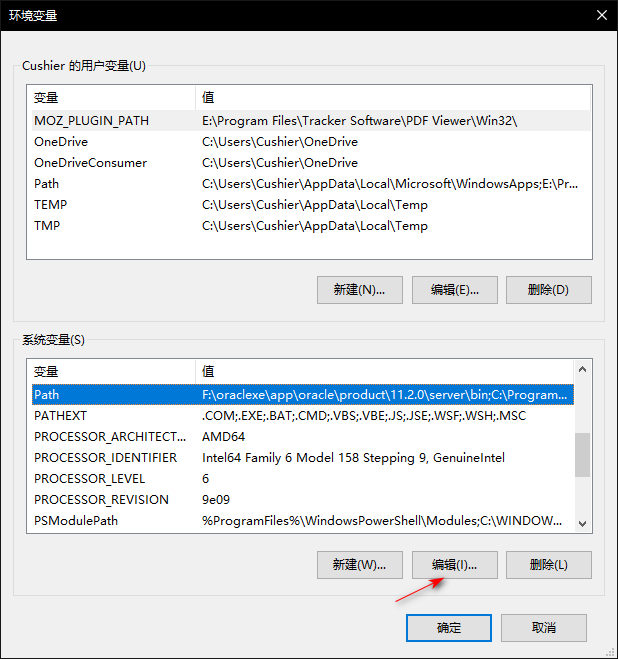 环境变量
Cushier 的用户变量(U)
变量 值
MOZ_PLUGIN_PATH E:\Program Files\Tracker Software\PDF Viewer\Win32\
OneDrive C:\Users\Cushier\OneDrive
OneDriveConsumer C:\Users\Cushier\OneDrive
Path C:\Users\Cushier\AppData\Local\Microsoft\WindowsApps;E:\Pr...
TEMP C:\Users\Cushier\AppData\Local\Temp
TMP C:\Users\Cushier\AppData\Local\Temp
新建(N)... 编辑(E)... 删除(D)
系统变量(S)
变量 值
Path F:\oraclexe\app\oracle\product\11.2.0\server\bin;C:\Program...
PATHEXT .COM;.EXE;.BAT;.CMD;.VBS;.VBE;.JS;.JSE;.WSF;.WSH;.MSC
PROCESSOR_ARCHITECT... AMD64
PROCESSOR_IDENTIFIER Intel64 Family 6 Model 158 Stepping 9, GenuineIntel
PROCESSOR_LEVEL 6
PROCESSOR_REVISION 9e09
PSModulePath %ProgramFiles%\WindowsPowerShell\Modules;C:\WINDOW...
新建(W)... 编辑(I)... 删除(L)
确定 取消